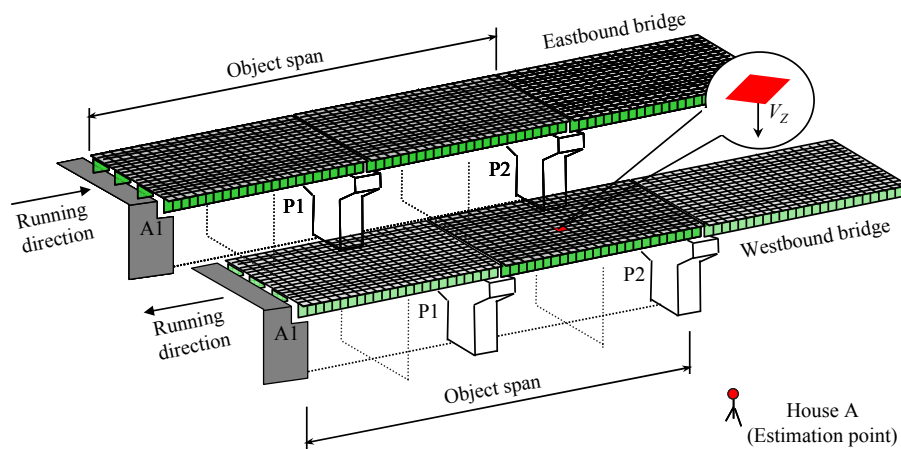 Eastbound bridge
Object span
V_Z
P2
P1
Running
direction
A1
Westbound bridge
P2
P1
Running
direction
A1
Object span
House A
(Estimation point)